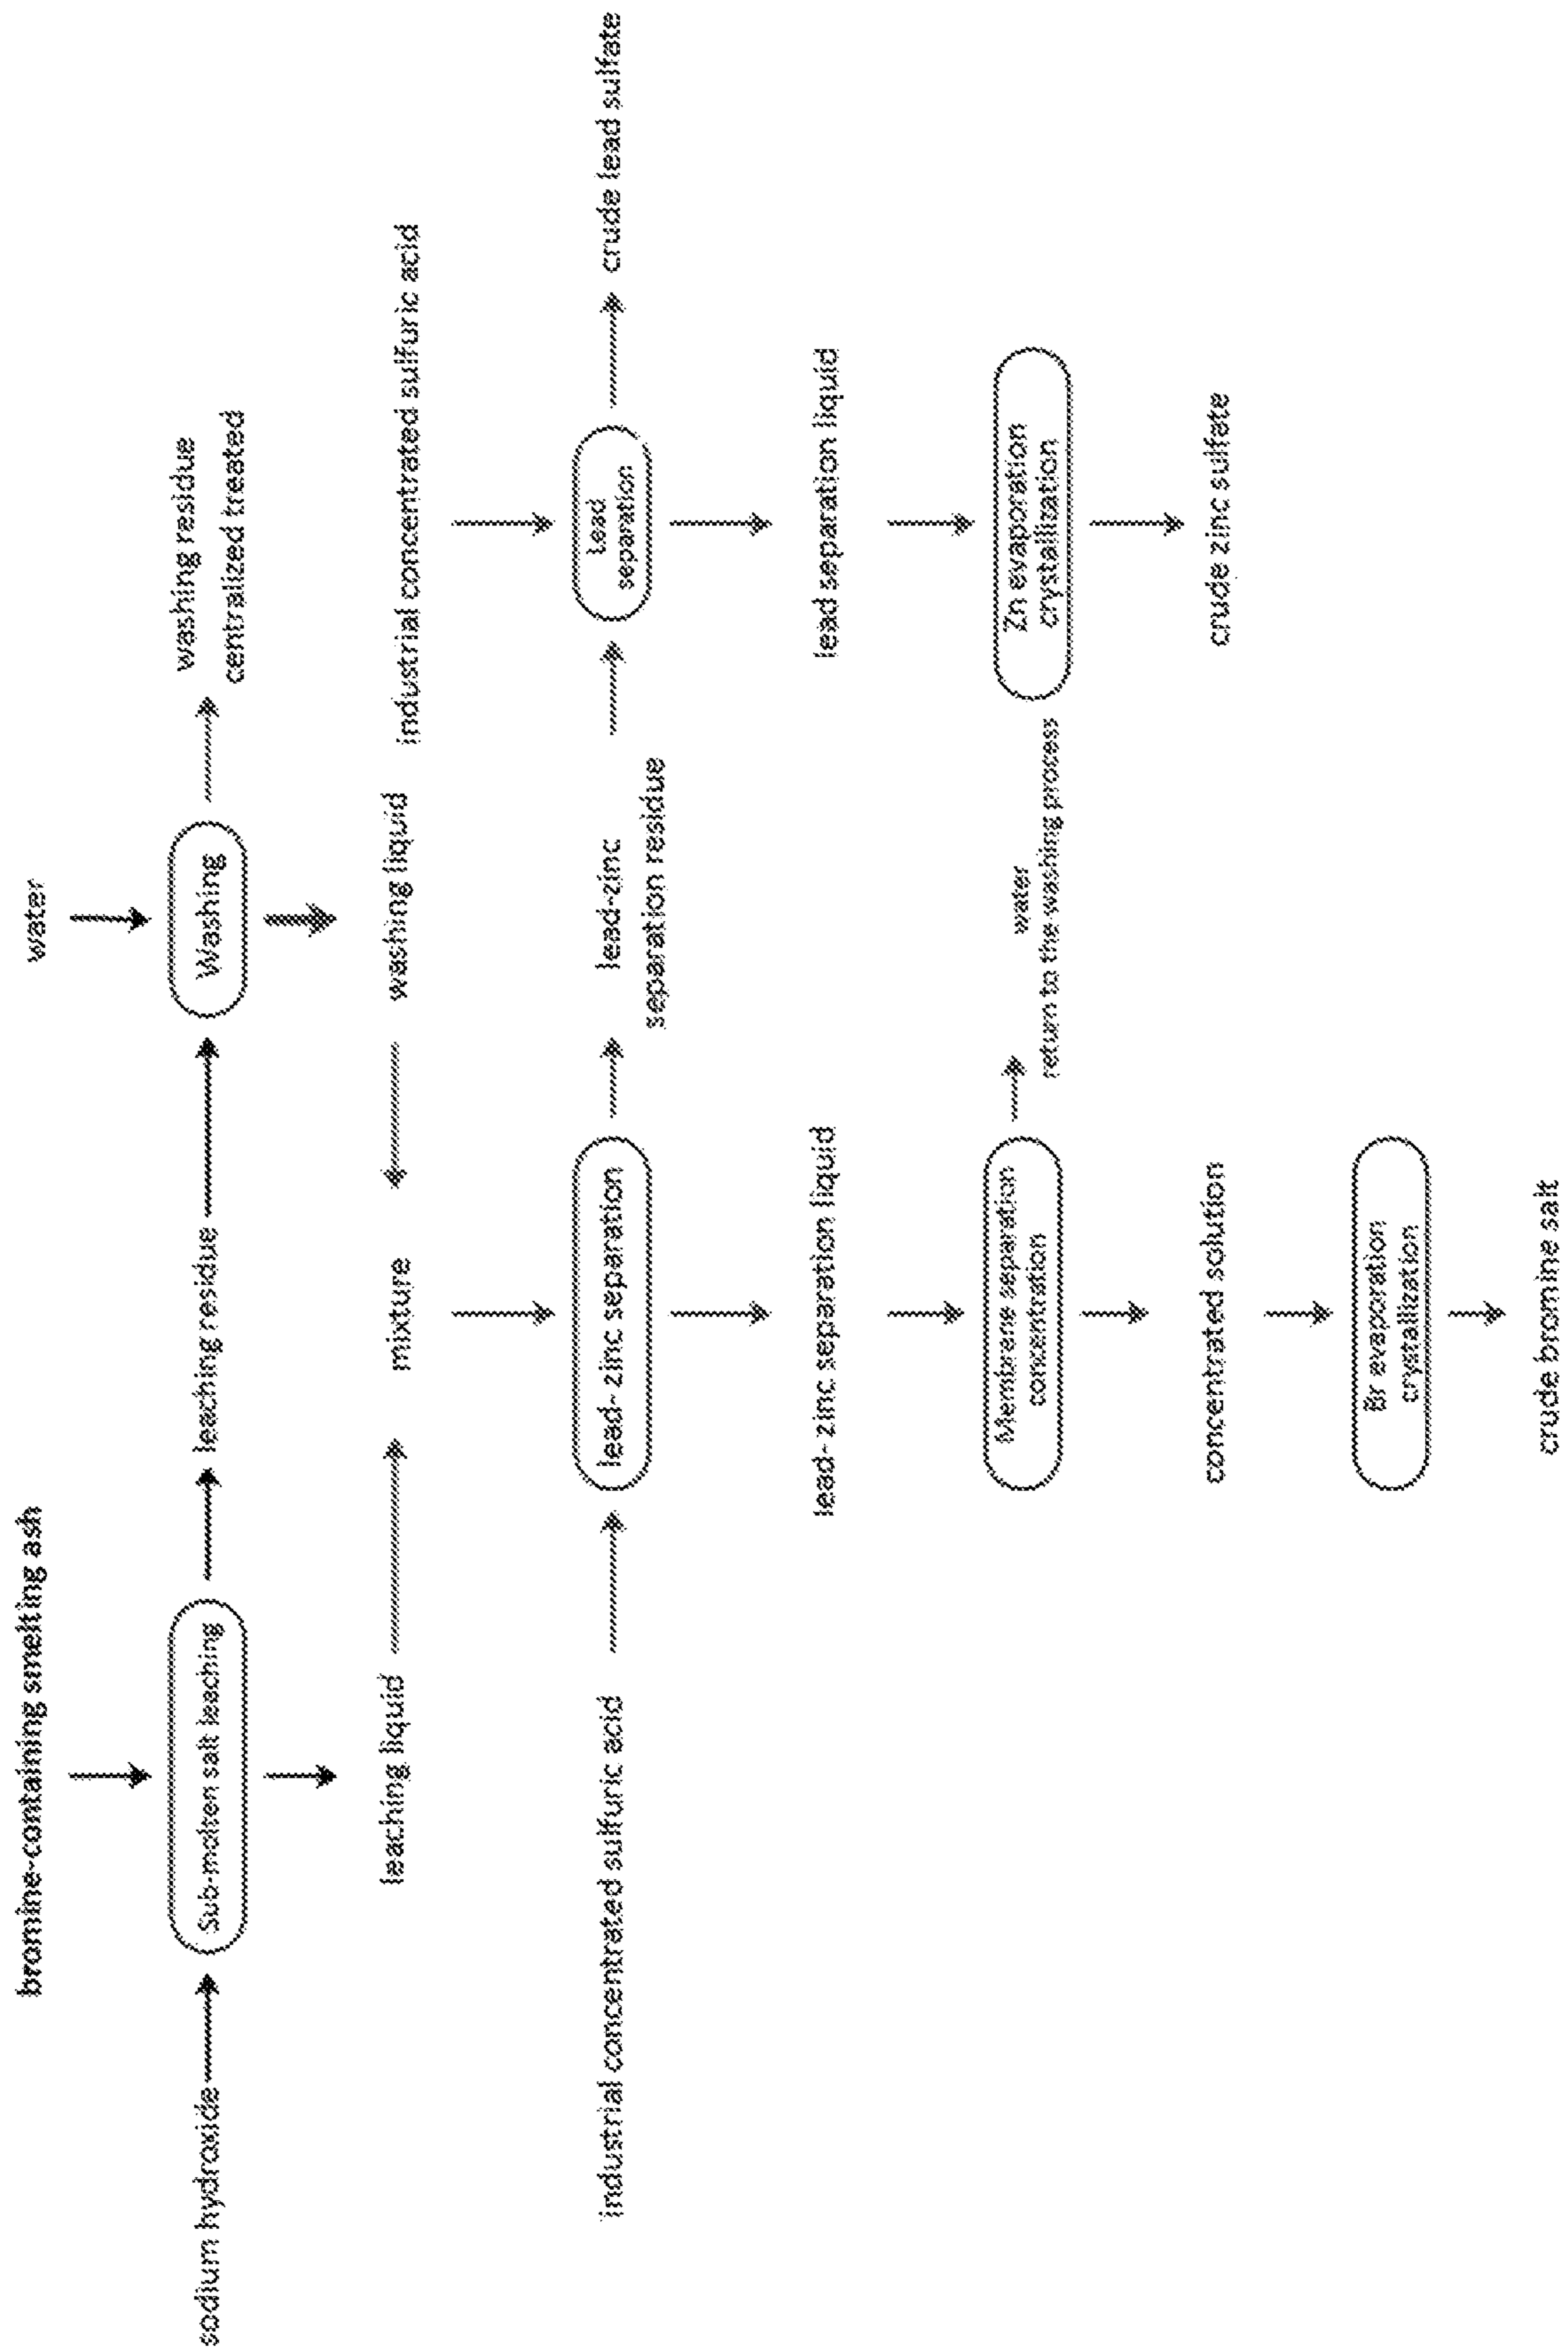 bromine-containing smelting ash
water
sodium hydroxide
Sub-molten salt leaching
leaching residue
Washing
washing residue
centralized treated
leaching liquid
mixture
washing liquid
industrial concentrated sulfuric acid
industrial concentrated sulfuric acid
lead- zinc separation
lead-zinc
separation residue
Lead
separation
crude lead sulfate
lead- zinc separation liquid
lead separation liquid
Membrane separation
concentration
water
return to the washing process
Zn evaporation
crystallization
concentrated solution
crude zinc sulfate
Br evaporation
crystallization
crude bromine salt